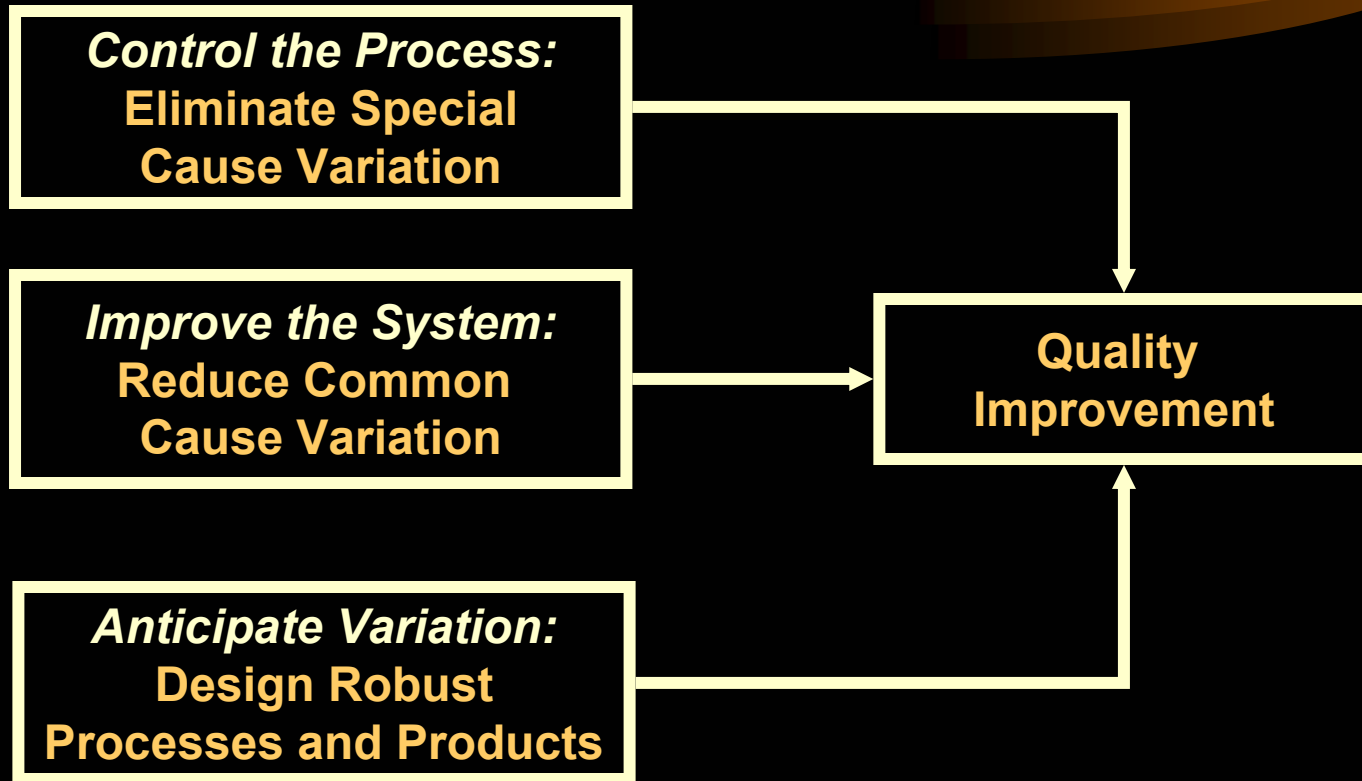 Control the Process:
Eliminate Special
Cause Variation
Improve the System:
Reduce Common
Cause Variation
Quality
Improvement
Anticipate Variation:
Design Robust
Processes and Products